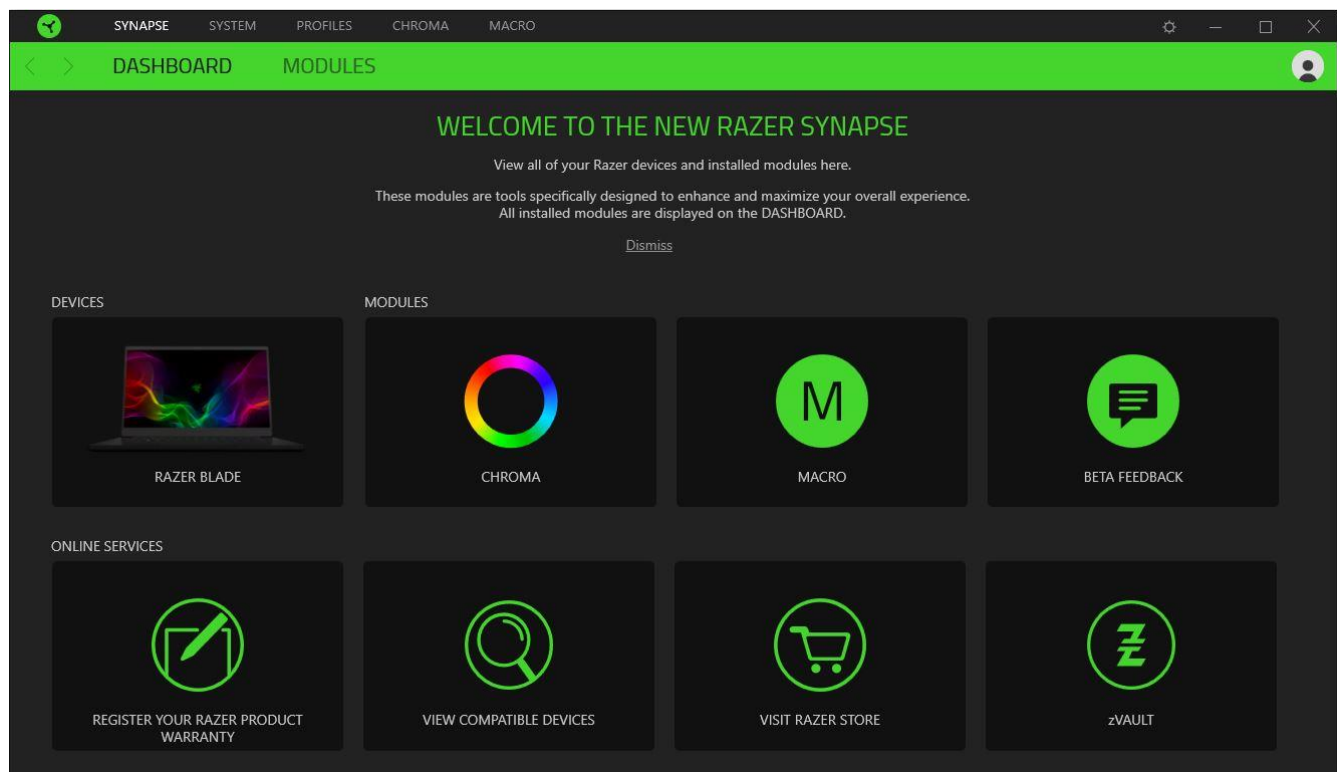 SYNAPSE SYSTEM PROFILES CHROMA MACRO
DASHBOARD MODULES
WELCOME TO THE NEW RAZER SYNAPSE
View all of your Razer devices and installed modules here.
These modules are tools specifically designed to enhance and maximize your overall experience.
All installed modules are displayed on the DASHBOARD.
Dismiss
DEVICES MODULES
M
RAZER BLADE CHROMA MACRO BETA FEEDBACK
ONLINE SERVICES
REGISTER YOUR RAZER PRODUCT
WARRANTY
VIEW COMPATIBLE DEVICES
VISIT RAZER STORE
zVAULT